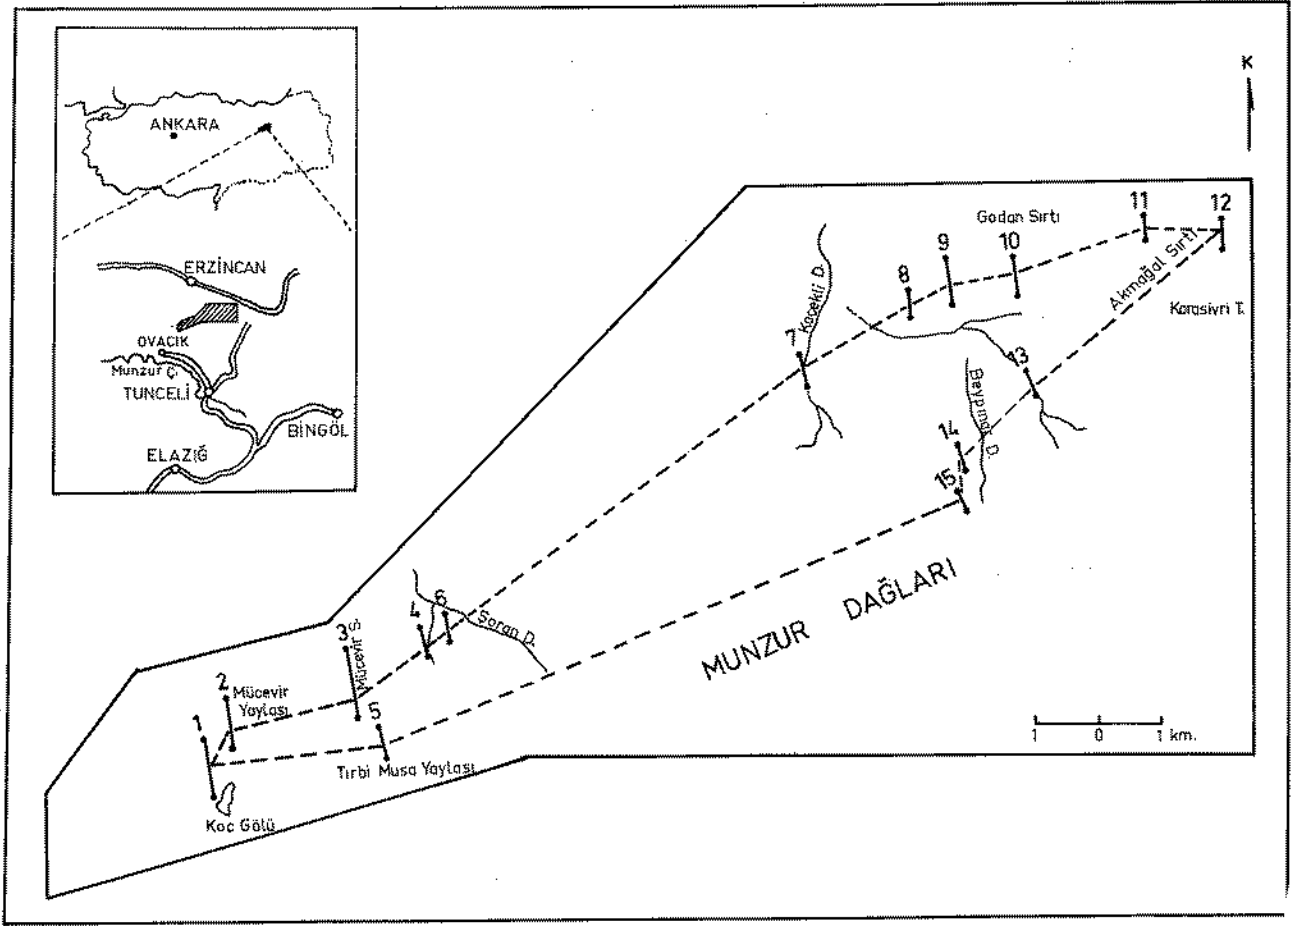 ANKARA
ERZİNCAN
OVACIK
Munzur Ç.
TUNCELİ
BİNGÖL
ELAZIĞ
K
11
12
Godan Sırtı
9
10
8
Akmağal Sırtı
Karasivri T.
Koçekli D.
7
13
Beypınar D.
14
15
MUNZUR DAĞLARI
6
4
Şoran D.
3
Mücevir S.
2
Mücevir
Yaylası
5
1
Tırbi Musa Yaylası
Koç Gölü
1 0 1 km.